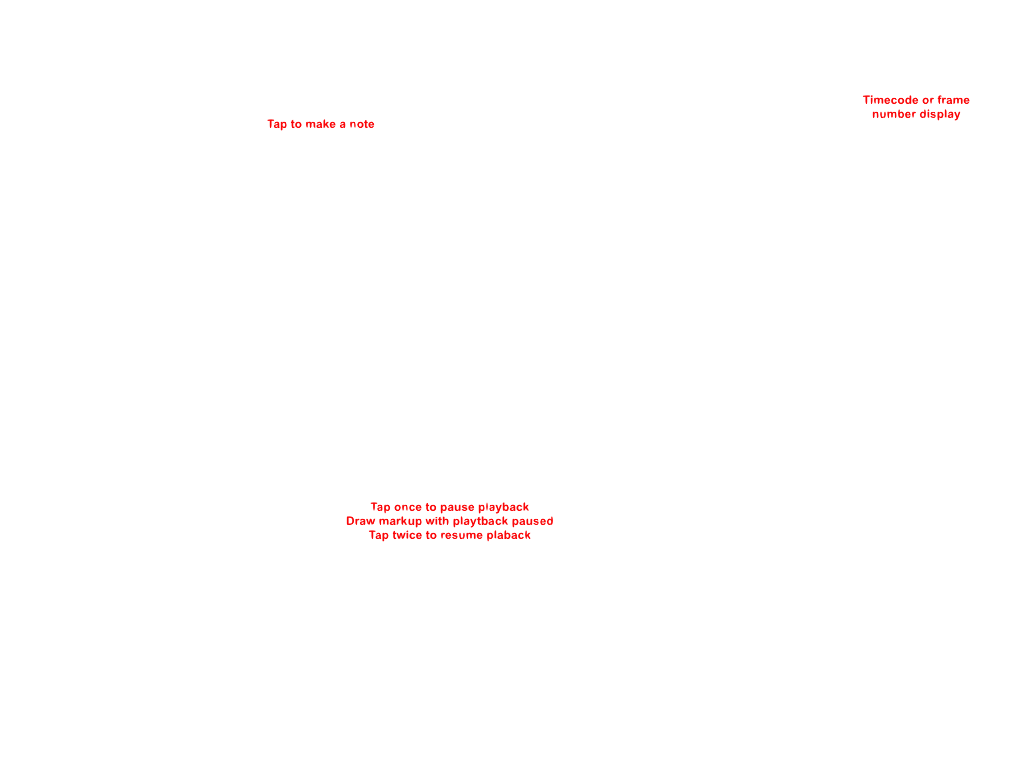 Timecode or frame
number display
Tap to make a note
Tap once to pause playback
Draw markup with playtback paused
Tap twice to resume plaback